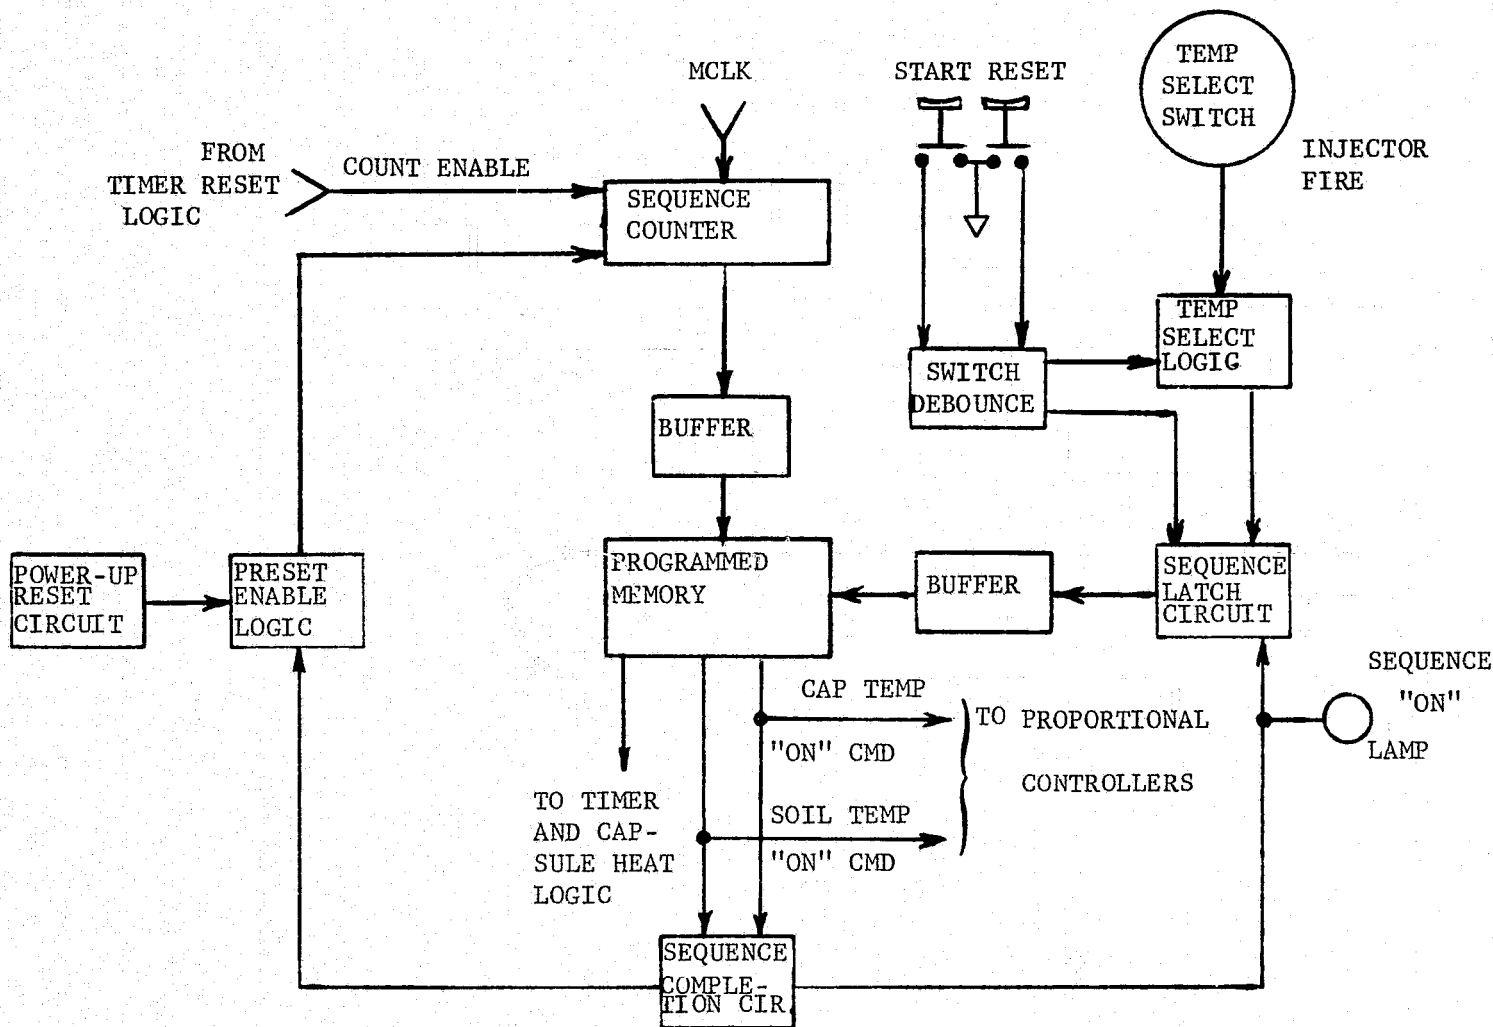 MCLK
START RESET
TEMP
SELECT
SWITCH
INJECTOR
FIRE
FROM
TIMER RESET
LOGIC
COUNT ENABLE
SEQUENCE
COUNTER
TEMP
SELECT
LOGIG
SWITCH
DEBOUNCE
BUFFER
POWER-UP
RESET
CIRCUIT
PRESET
ENABLE
LOGIC
PROGRAMMED
MEMORY
BUFFER
SEQUENCE
LATCH
CIRCUIT
SEQUENCE
"ON"
LAMP
CAP TEMP
"ON" CMD
TO PROPORTIONAL
CONTROLLERS
SOIL TEMP
"ON" CMD
TO TIMER
AND CAP-
SULE HEAT
LOGIC
SEQUENCE
COMPLE-
TION CIR.